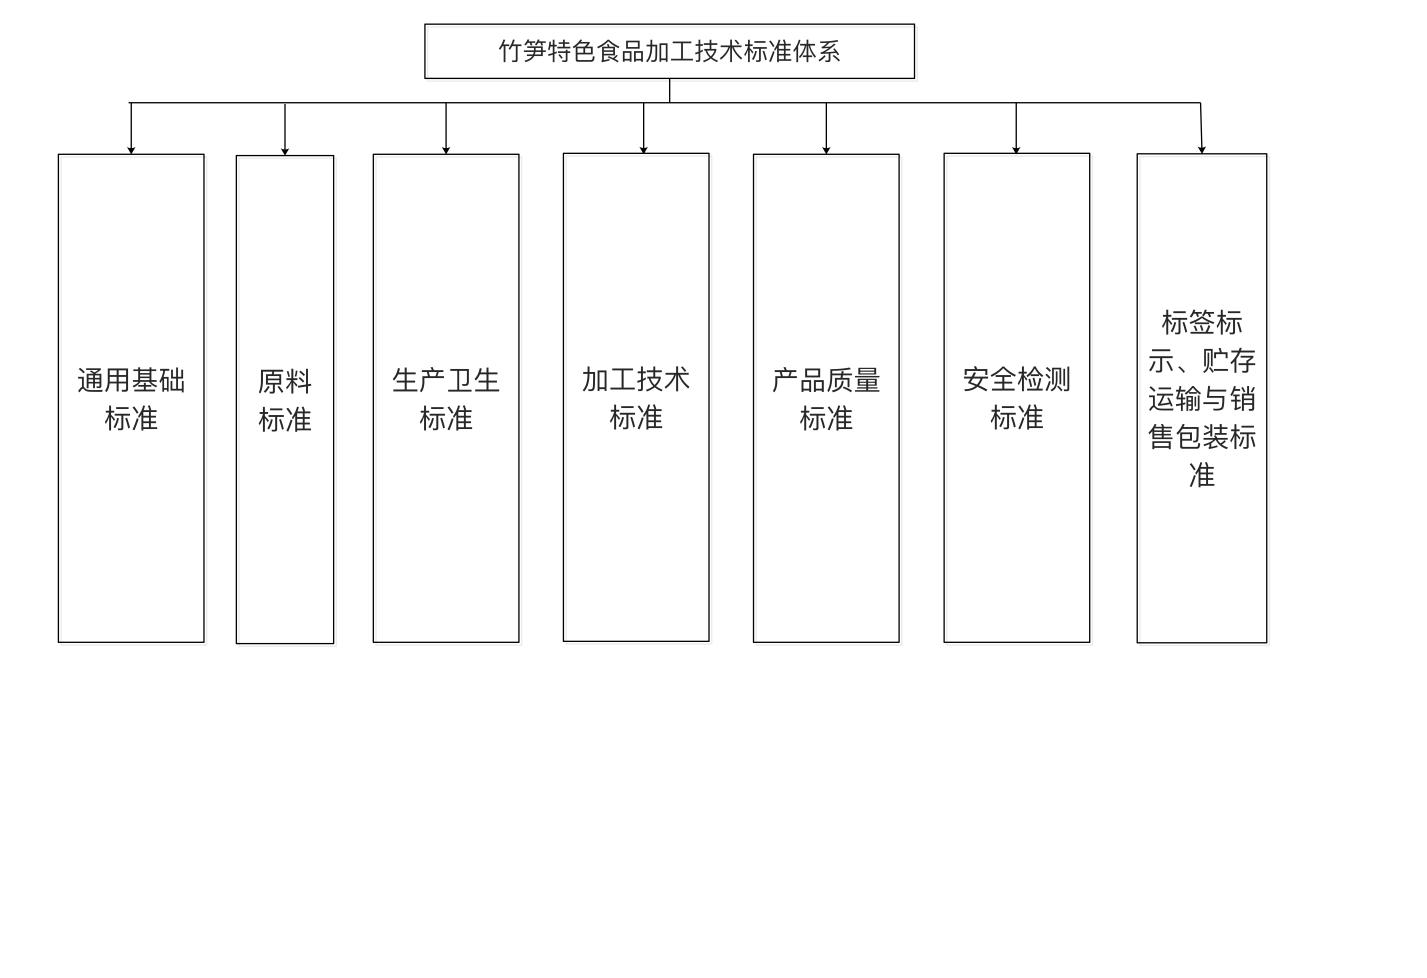 竹笋特色食品加工技术标准体系
通用基础
标准
原料
标准
生产卫生
标准
加工技术
标准
产品质量
标准
安全检测
标准
标签标
示、贮存
运输与销
售包装标
准